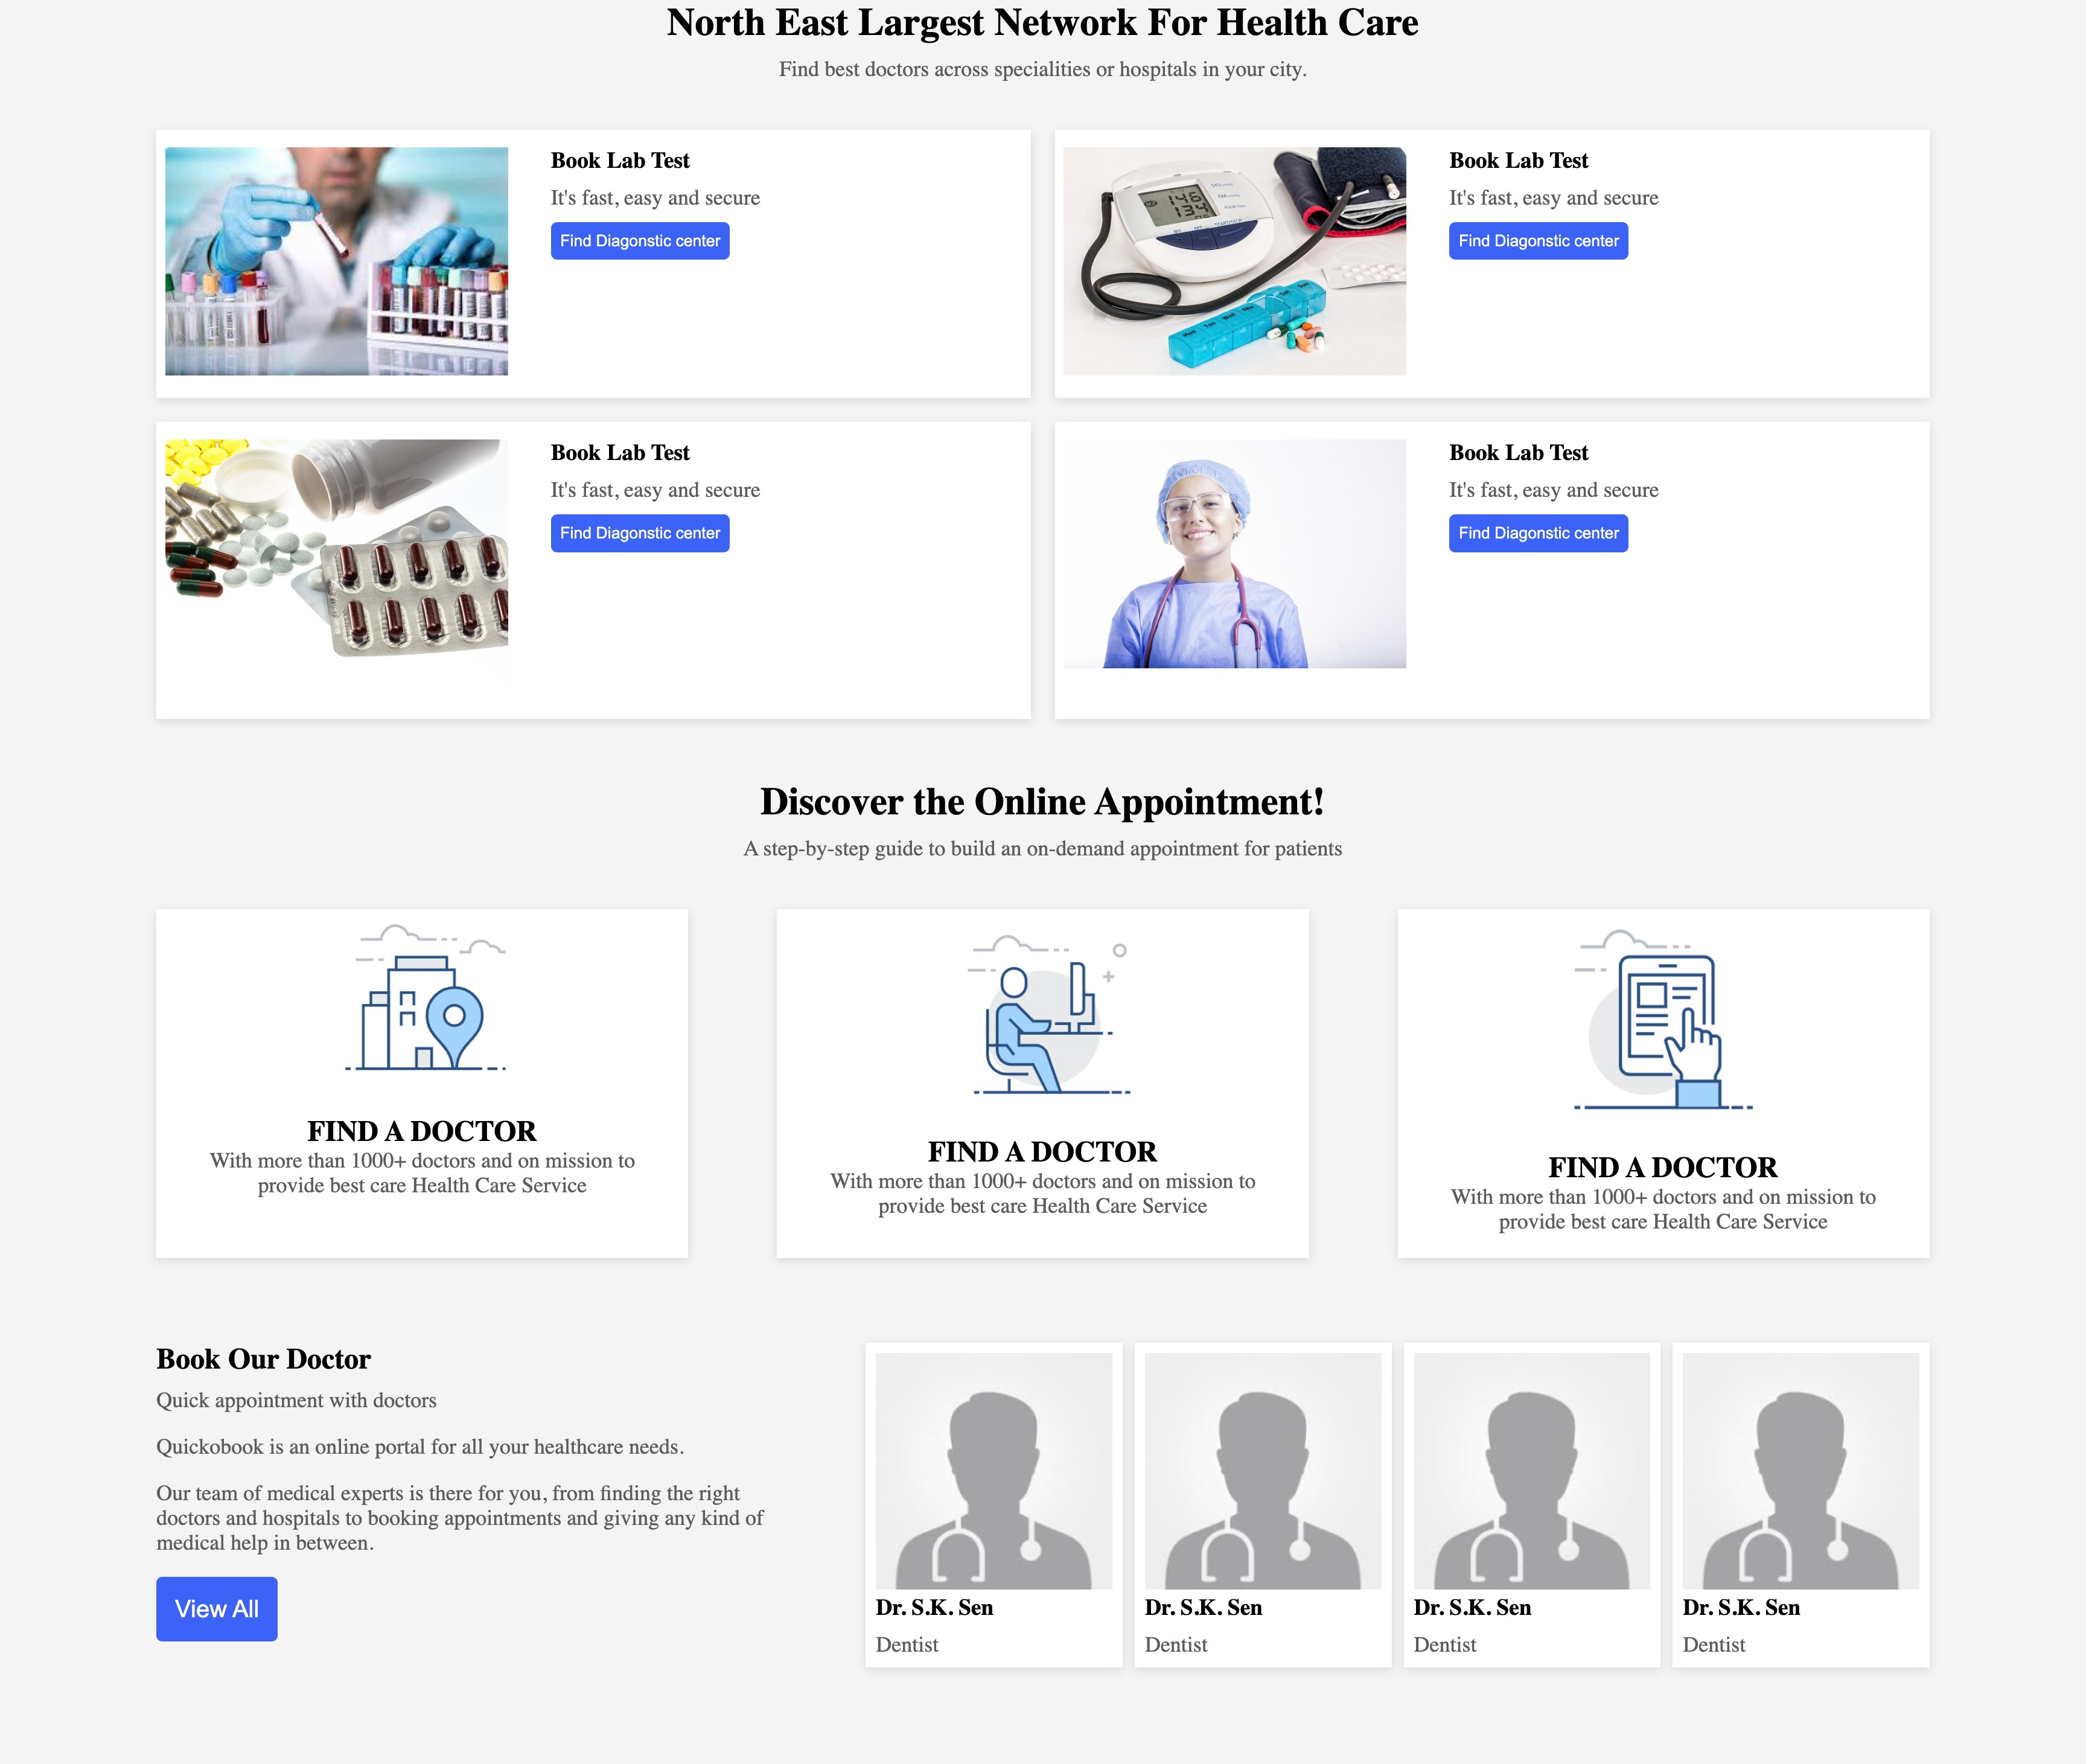 North East Largest Network For Health Care
Find best doctors across specialities or hospitals in your city.
Book Lab Test
It's fast, easy and secure
Find Diagonstic center
Book Lab Test
It's fast, easy and secure
Find Diagonstic center
Book Lab Test
It's fast, easy and secure
Find Diagonstic center
Book Lab Test
It's fast, easy and secure
Find Diagonstic center
Discover the Online Appointment!
A step-by-step guide to build an on-demand appointment for patients
FIND A DOCTOR
With more than 1000+ doctors and on mission to
provide best care Health Care Service
FIND A DOCTOR
With more than 1000+ doctors and on mission to
provide best care Health Care Service
FIND A DOCTOR
With more than 1000+ doctors and on mission to
provide best care Health Care Service
Book Our Doctor
Quick appointment with doctors
Quickobook is an online portal for all your healthcare needs.
Our team of medical experts is there for you, from finding the right
doctors and hospitals to booking appointments and giving any kind of
medical help in between.
View All
Dr. S.K. Sen
Dentist
Dr. S.K. Sen
Dentist
Dr. S.K. Sen
Dentist
Dr. S.K. Sen
Dentist